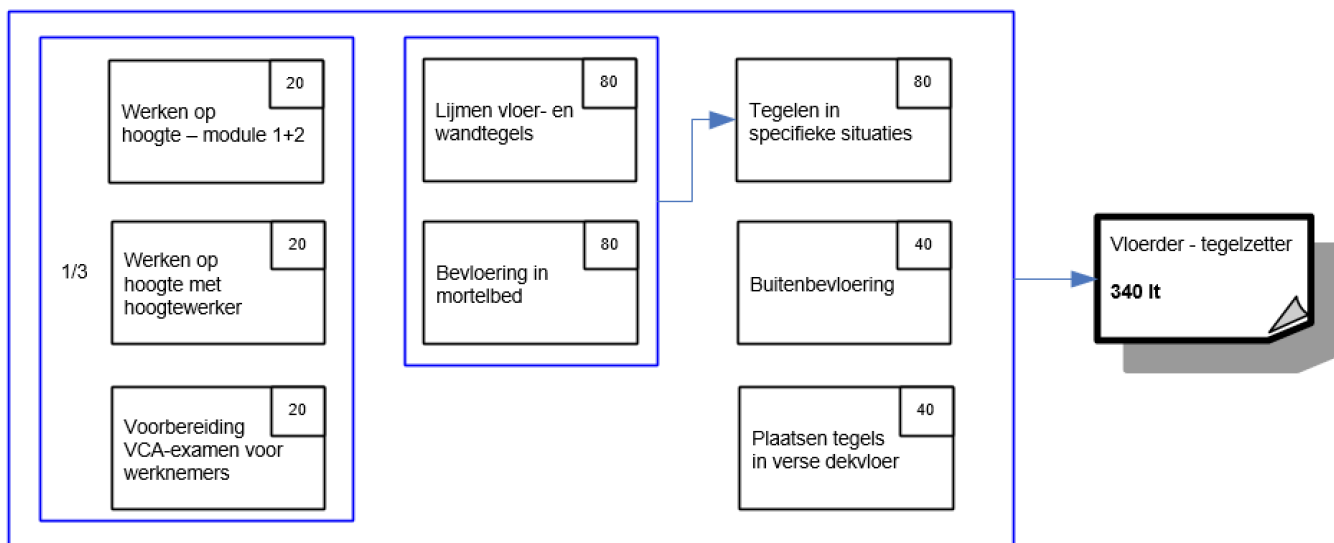 20
Werken op
hoogte – module 1+2
1/3
20
Werken op
hoogte met
hoogtewerker
20
Voorbereiding
VCA-examen voor
werknemers
80
Lijmen vloer- en
wandtegels
80
Bevloering in
mortelbed
80
Tegelen in
specifieke situaties
40
Buitenbevloering
40
Plaatsen tegels
in verse dekvloer
Vloerder - tegelzetter
340 lt